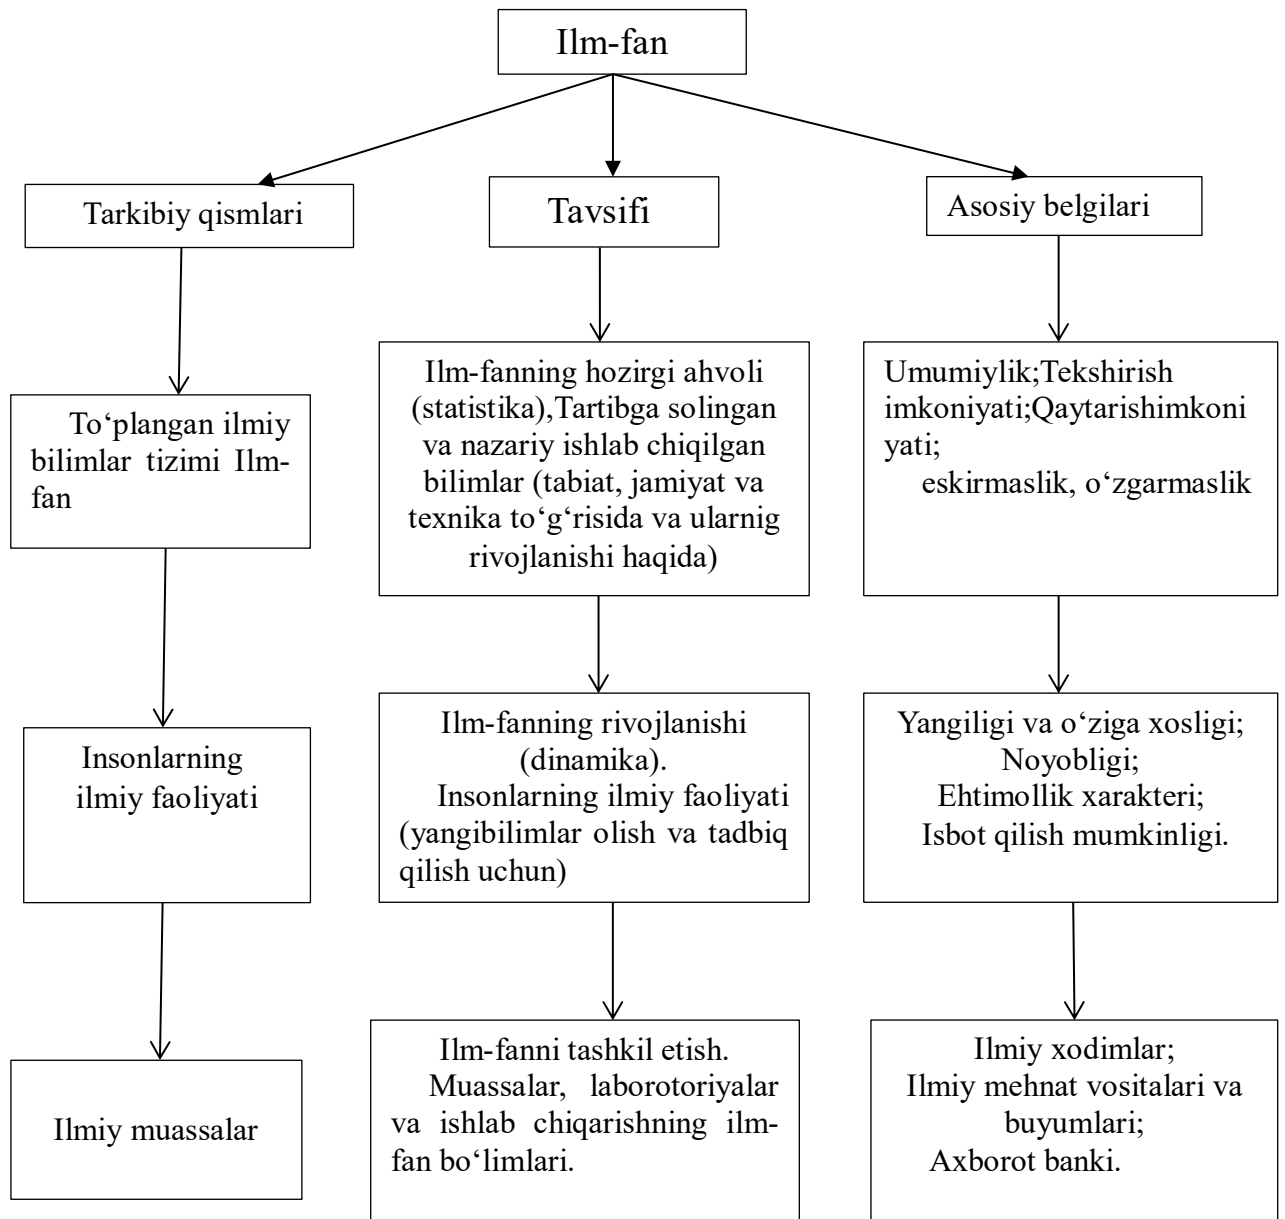 Ilm-fan
Tarkibiy qismlari
Tavsifi
Asosiy belgilari
To‘plangan ilmiy
bilimlar tizimi Ilm-
fan
Ilm-fanning hozirgi ahvoli
(statistika),Tartibga solingan
va nazariy ishlab chiqilgan
bilimlar (tabiat, jamiyat va
texnika to‘g‘risida va ularnig
rivojlanishi haqida)
Umumiylik;Tekshirish
imkoniyati;Qaytarishimkoni
yati;
eskirmaslik, o‘zgarmaslik
Insonlarning
ilmiy faoliyati
Ilm-fanning rivojlanishi
(dinamika).
Insonlarning ilmiy faoliyati
(yangibilimlar olish va tadbiq
qilish uchun)
Yangiligi va o‘ziga xosligi;
Noyobligi;
Ehtimollik xarakteri;
Isbot qilish mumkinligi.
Ilmiy muassalar
Ilm-fanni tashkil etish.
Muassalar, laborotoriyalar
va ishlab chiqarishning ilm-
fan bo‘limlari.
Ilmiy xodimlar;
Ilmiy mehnat vositalari va
buyumlari;
Axborot banki.